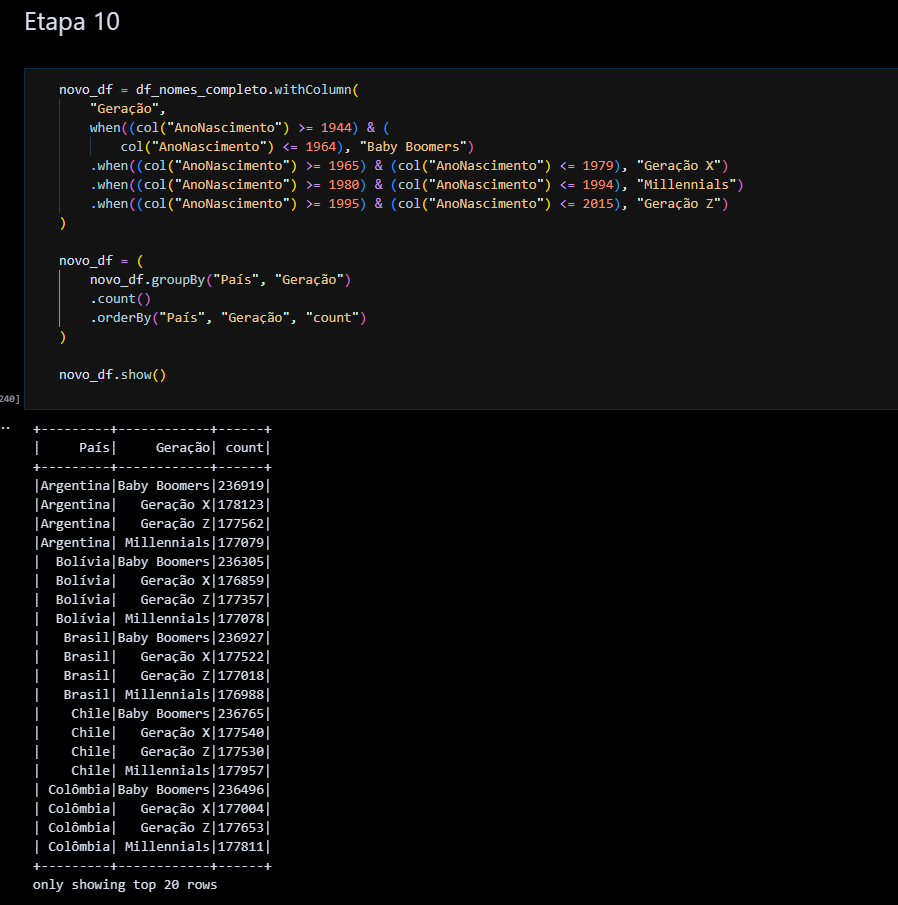 Etapa 10
novo_df = df_nomes_completo.withColumn(
    "Geração",
    when((col("AnoNascimento") >= 1944) & (
        col("AnoNascimento") <= 1964), "Baby Boomers")
    .when((col("AnoNascimento") >= 1965) & (col("AnoNascimento") <= 1979), "Geração X")
    .when((col("AnoNascimento") >= 1980) & (col("AnoNascimento") <= 1994), "Millennials")
    .when((col("AnoNascimento") >= 1995) & (col("AnoNascimento") <= 2015), "Geração Z")
)
novo_df = (
    novo_df.groupBy("País", "Geração")
    .count()
    .orderBy("País", "Geração", "count")
)
novo_df.show()
240]
..
+---------+------------+------+
|     País|     Geração| count|
+---------+------------+------+
|Argentina|Baby Boomers|236919|
|Argentina|   Geração X|178123|
|Argentina|   Geração Z|177562|
|Argentina| Millennials|177079|
|  Bolívia|Baby Boomers|236305|
|  Bolívia|   Geração X|176859|
|  Bolívia|   Geração Z|177357|
|  Bolívia| Millennials|177078|
|   Brasil|Baby Boomers|236927|
|   Brasil|   Geração X|177522|
|   Brasil|   Geração Z|177018|
|   Brasil| Millennials|176988|
|    Chile|Baby Boomers|236765|
|    Chile|   Geração X|177540|
|    Chile|   Geração Z|177530|
|    Chile| Millennials|177957|
| Colômbia|Baby Boomers|236496|
| Colômbia|   Geração X|177004|
| Colômbia|   Geração Z|177653|
| Colômbia| Millennials|177811|
+---------+------------+------+
only showing top 20 rows